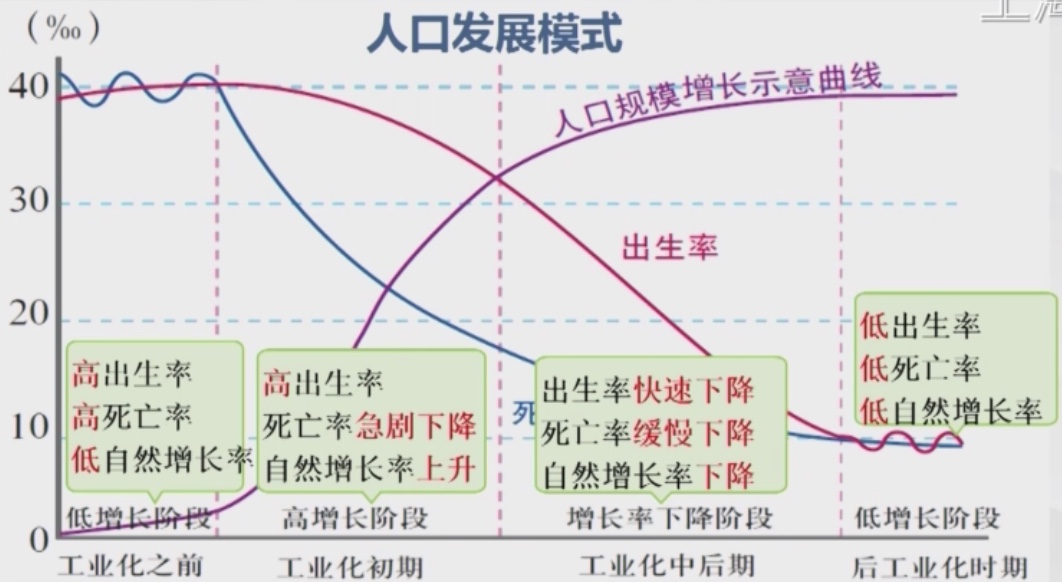 (‰)
人口发展模式
上海
40
30
20
10
0
人口规模增长示意曲线
出生率
死
高出生率
高死亡率
低自然增长率
高出生率
死亡率急剧下降
自然增长率上升
出生率快速下降
死亡率缓慢下降
自然增长率下降
低出生率
低死亡率
低自然增长率
低增长阶段
高增长阶段
增长率下降阶段
低增长阶段
工业化之前
工业化初期
工业化中后期
后工业化时期